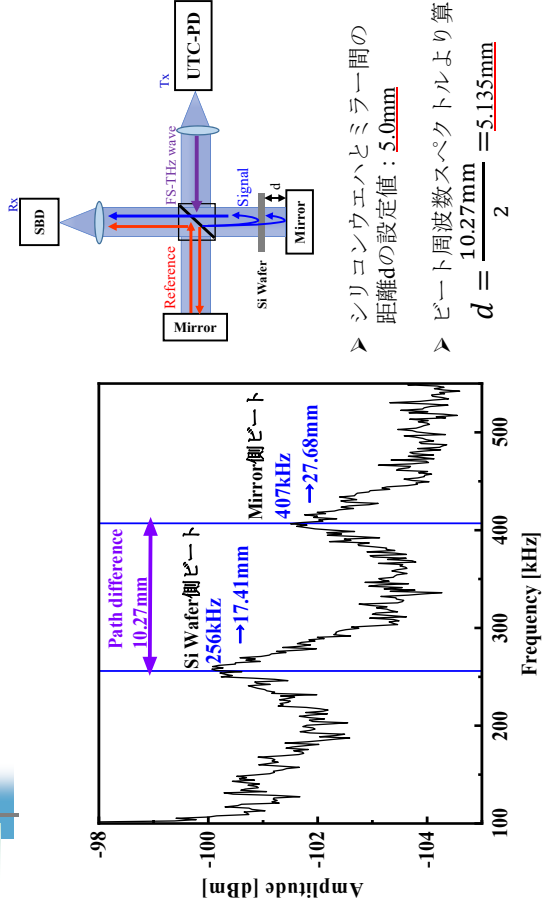 Path difference
10.27mm
Si Wafer側ビート
256kHz
→17.41mm
Mirror側ビート
407kHz
→27.68mm
-98
-100
-102
-104
Amplitude [dBm]
100
200
300
400
500
Frequency [kHz]
Rx
SBD
Tx
UTC-PD
FS-THz wave
Reference
Signal
Mirror
Si Wafer
d
Mirror
➤ シリコンウェハとミラー間の
距離dの設定値：5.0mm
➤ ビート周波数スペクトルより算
d = 10.27mm / 2 = 5.135mm